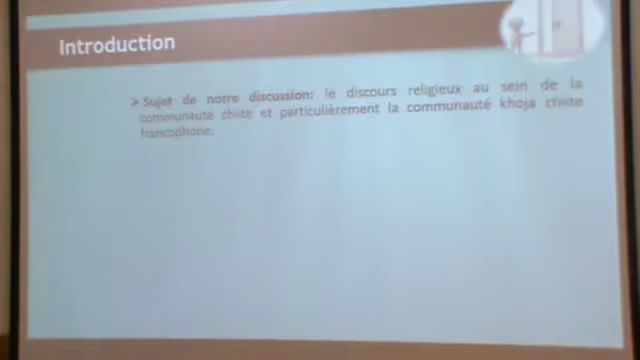 Introduction
➤ Sujet de notre discussion: le discours religieux au sein de la
communauté chiite et particulièrement la communauté khoja chiite
francophone.